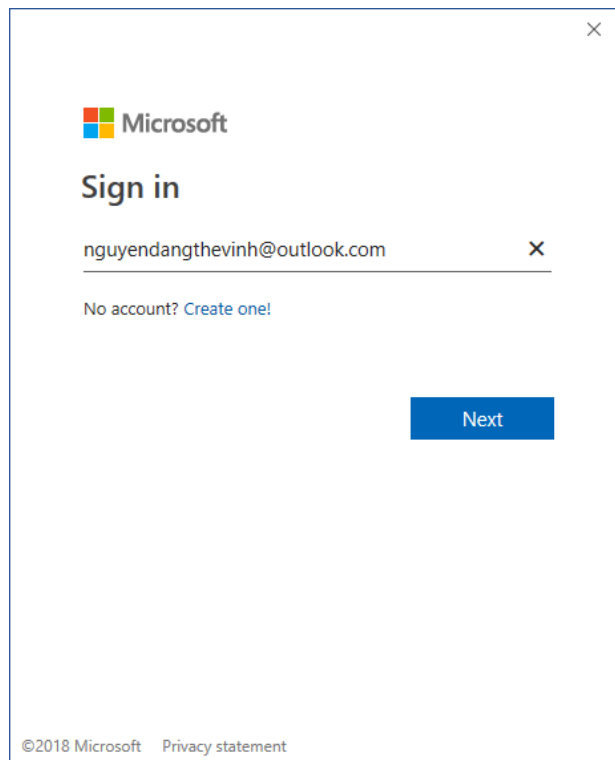 Microsoft
Sign in
nguyendangthevinh@outlook.com
No account? Create one!
Next
©2018 Microsoft Privacy statement